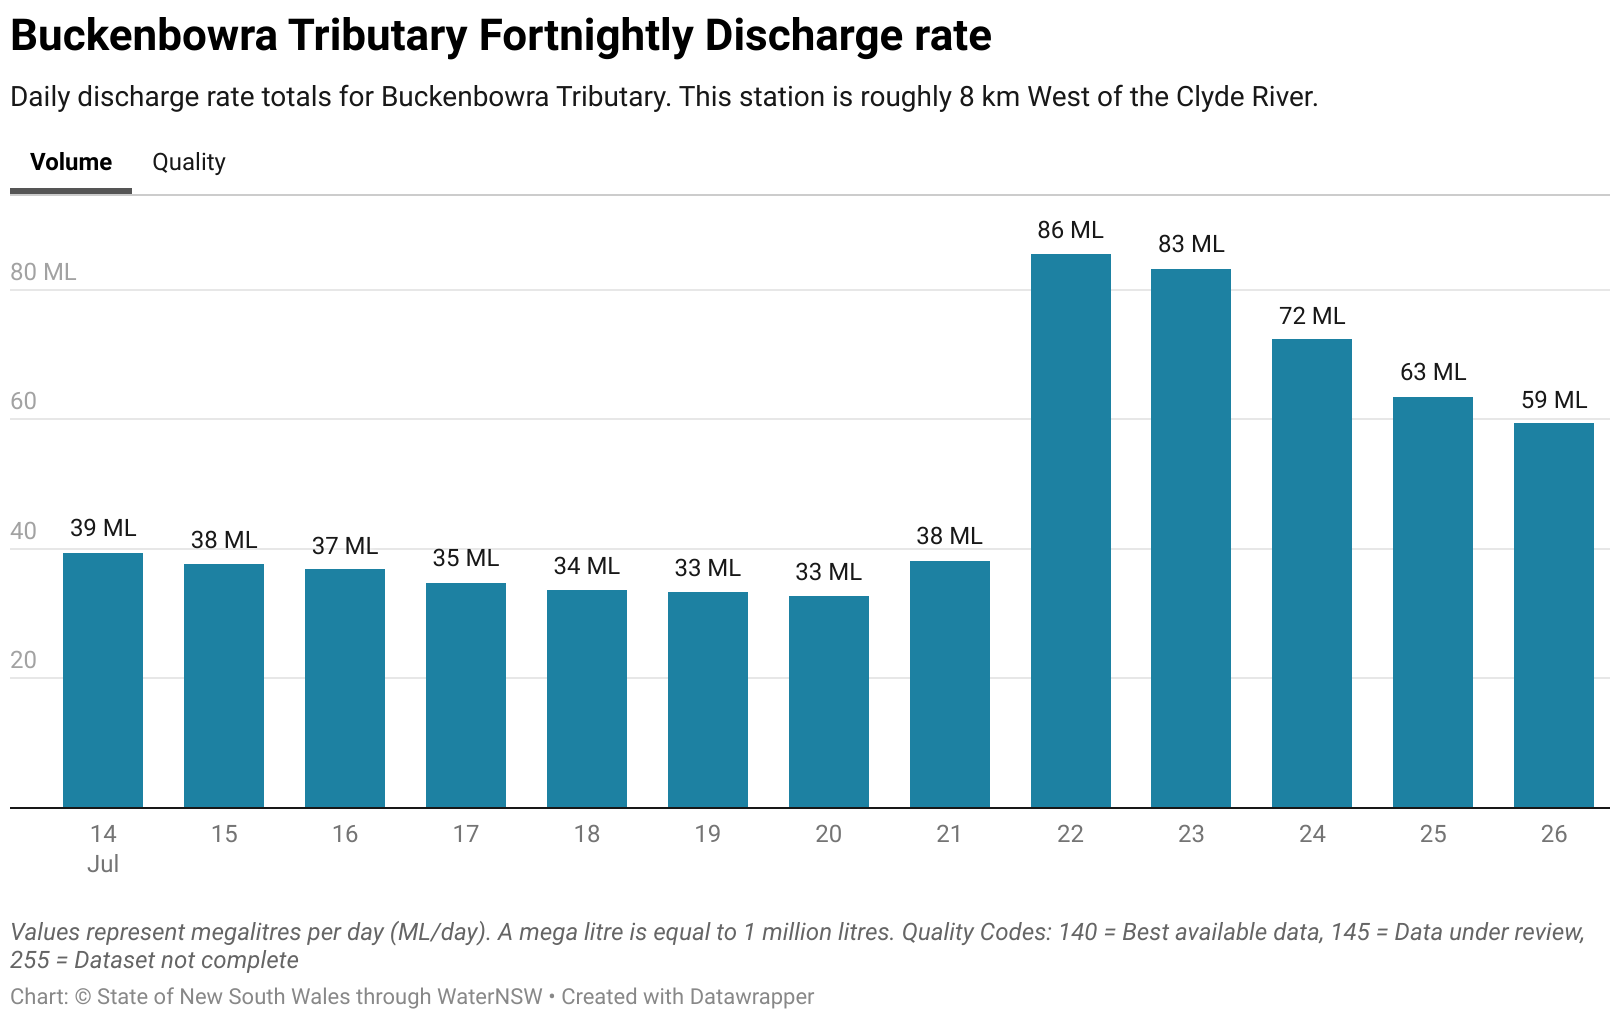 Buckenbowra Tributary Fortnightly Discharge rate
Daily discharge rate totals for Buckenbowra Tributary. This station is roughly 8 km West of the Clyde River.
Volume Quality
80 ML
60
40
20
39 ML
38 ML
37 ML
35 ML
34 ML
33 ML
33 ML
38 ML
86 ML
83 ML
72 ML
63 ML
59 ML
14 15 16 17 18 19 20 21 22 23 24 25 26
Jul
Values represent megalitres per day (ML/day). A mega litre is equal to 1 million litres. Quality Codes: 140 = Best available data, 145 = Data under review,
255 = Dataset not complete
Chart: © State of New South Wales through WaterNSW • Created with Datawrapper